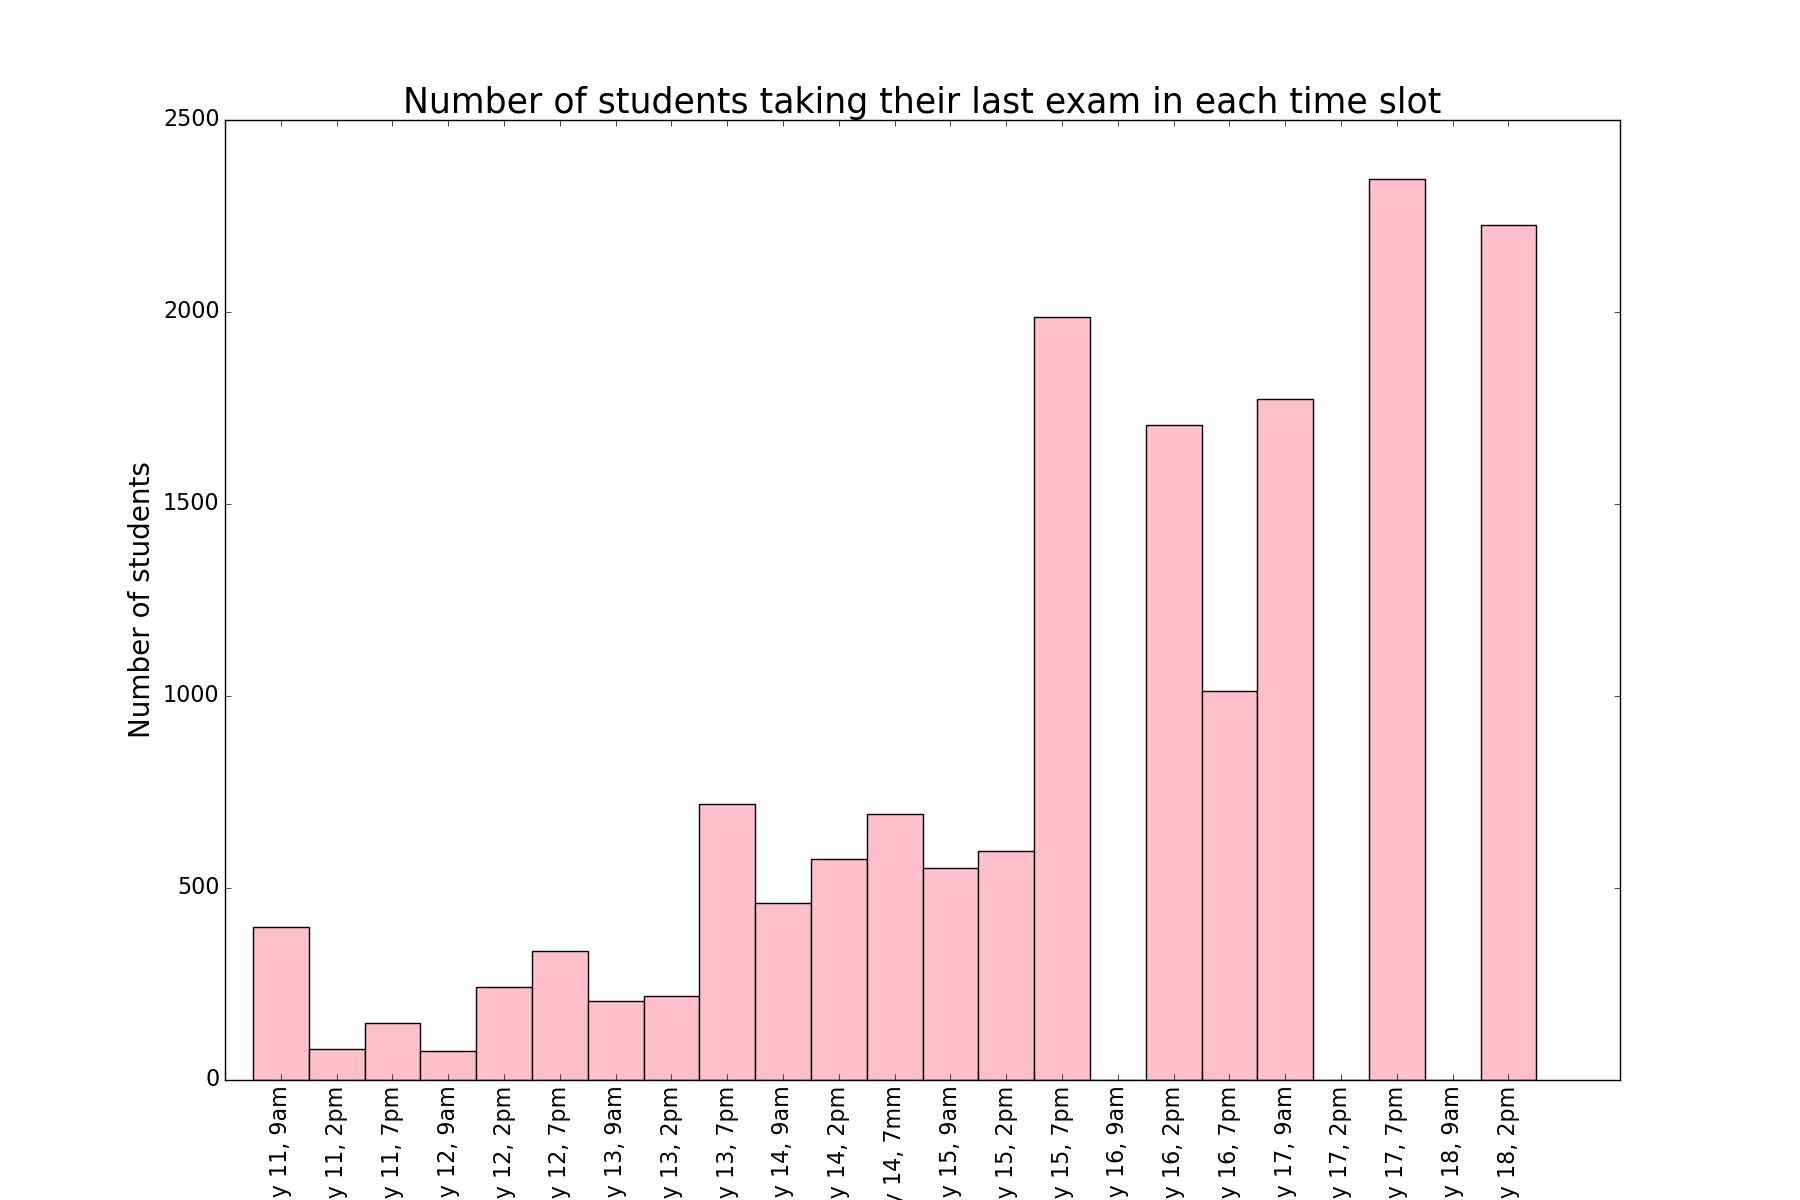 Number of students taking their last exam in each time slot
2500
2000
1500
1000
500
0
Number of students
y 11, 9am
y 11, 2pm
y 11, 7pm
y 12, 9am
y 12, 2pm
y 12, 7pm
y 13, 9am
y 13, 2pm
y 13, 7pm
y 14, 9am
y 14, 2pm
y 14, 7mm
y 15, 9am
y 15, 2pm
y 15, 7pm
y 16, 9am
y 16, 2pm
y 16, 7pm
y 17, 9am
y 17, 2pm
y 17, 7pm
y 18, 9am
y 18, 2pm